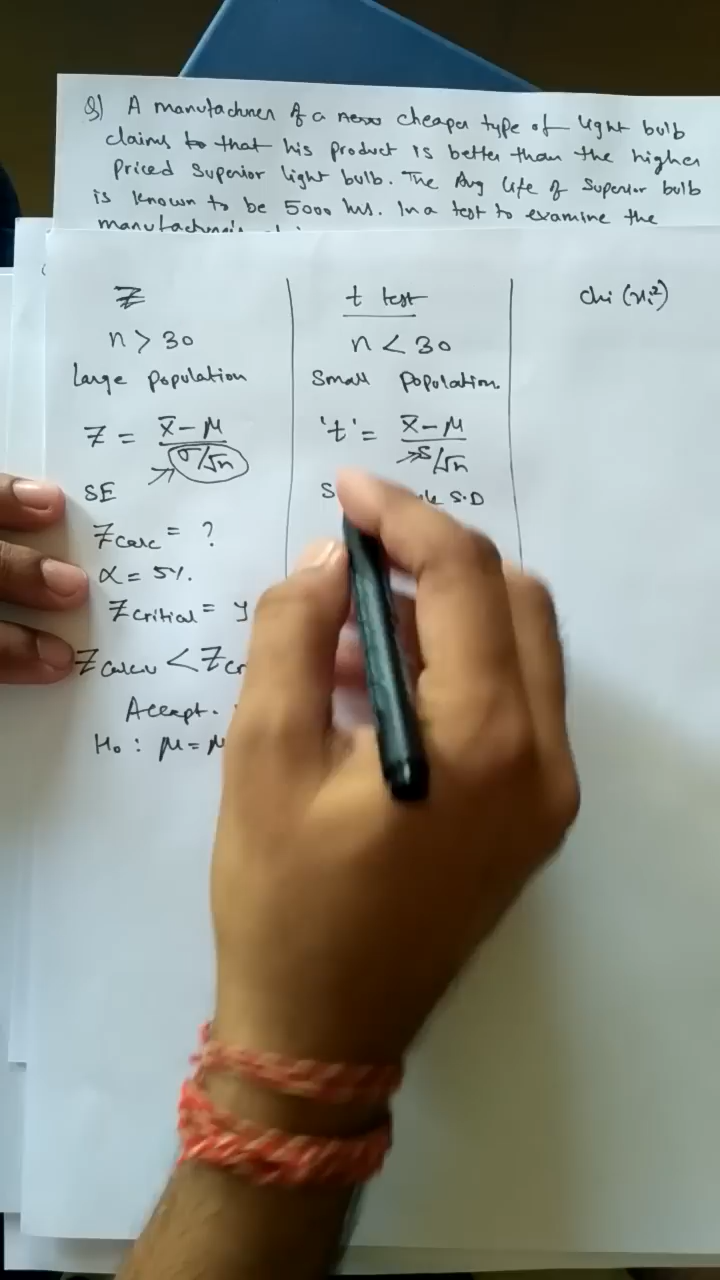 Q) A manufacturer of a new cheaper type of light bulb
claims to that his product is better than the higher
priced superior light bulb. The Avg life of Superior bulb
is known to be 5000 hrs. In a test to examine the
manufacturer's
Z
n > 30
Large population
Z = x̄ - μ / σ/√n
SE
Zcalc = ?
α = 5%.
Zcritical = y
Zcalcu < Zcr
Accept.
H₀ : μ = μ
t test
n < 30
Small Population
't' = x̄ - μ / s/√n
S S.D
chi (xi²)